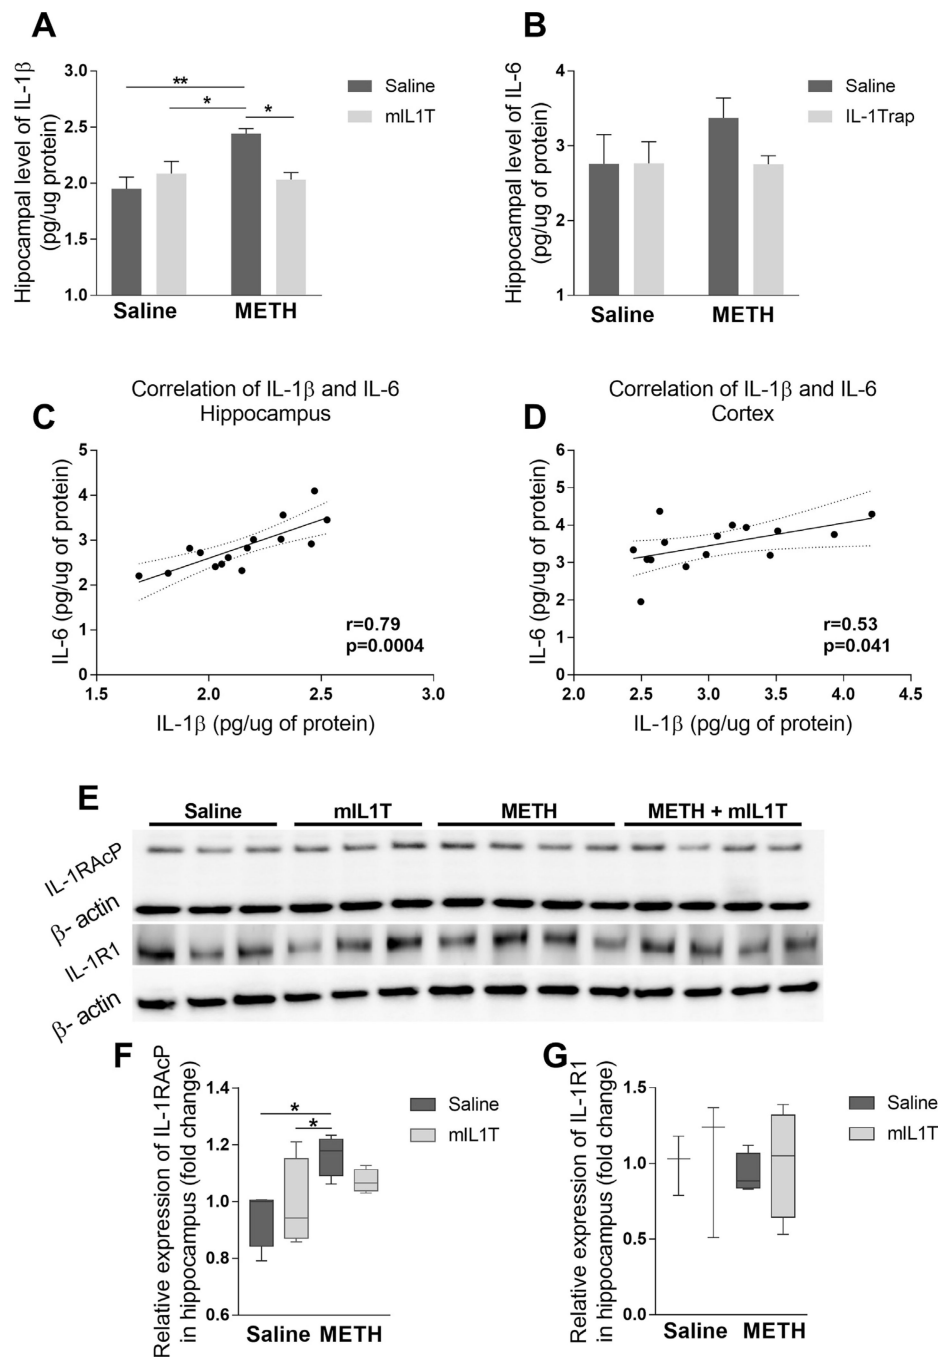 A
Hipocampal level of IL-1β
(pg/ug protein)
3.0
2.5
2.0
1.5
1.0
**
*
*
Saline
mIL1T
Saline
METH
B
Hippocampal level of IL-6
(pg/ug of protein)
4
3
2
1
Saline
IL-1Trap
Saline
METH
C
Correlation of IL-1β and IL-6
Hippocampus
IL-6 (pg/ug of protein)
5
4
3
2
1
0
r=0.79
p=0.0004
1.5
2.0
2.5
3.0
IL-1β (pg/ug of protein)
D
Correlation of IL-1β and IL-6
Cortex
IL-6 (pg/ug of protein)
6
5
4
3
2
1
0
r=0.53
p=0.041
2.0
2.5
3.0
3.5
4.0
4.5
IL-1β (pg/ug of protein)
E
Saline
mIL1T
METH
METH + mIL1T
IL-1RAcP
β- actin
IL-1R1
β- actin
F
Relative expression of IL-1RAcP
in hippocampus (fold change)
1.4
1.2
1.0
0.8
0.6
*
*
Saline
mIL1T
Saline
METH
G
Relative expression of IL-1R1
in hippocampus (fold change)
1.5
1.0
0.5
0.0
Saline
mIL1T
Saline
METH